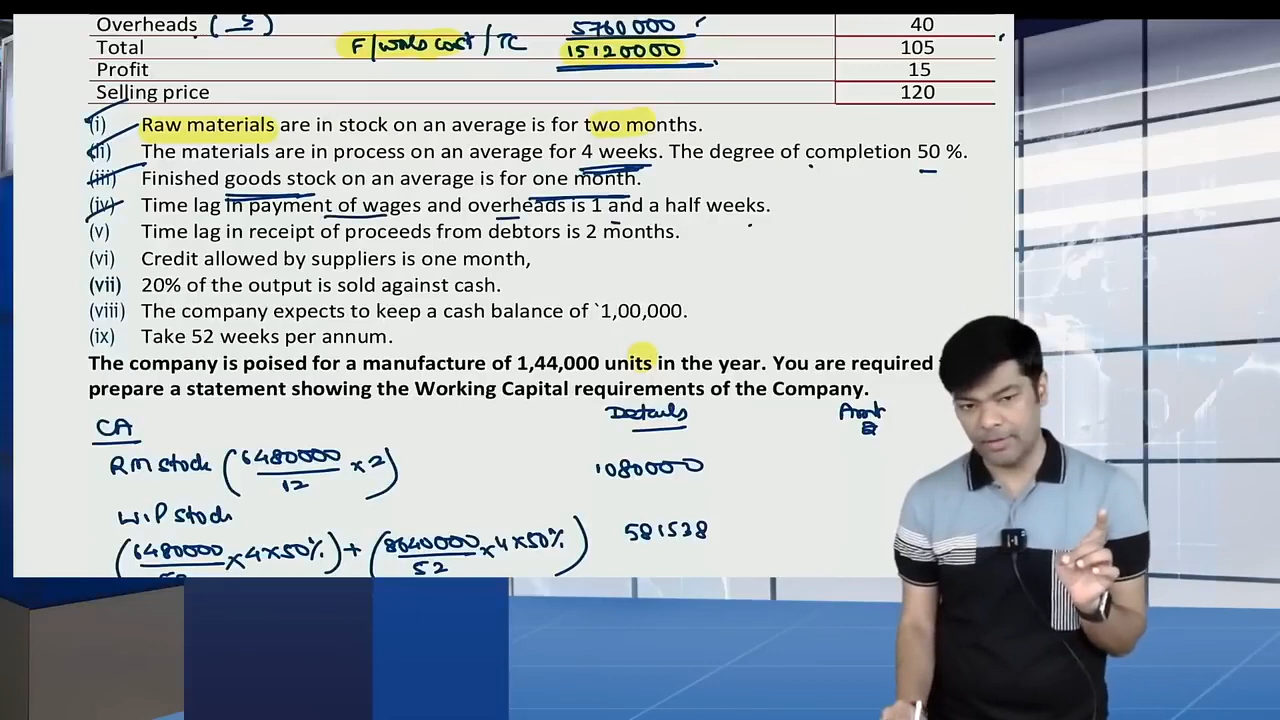 Overheads ( 5 ) 5760000 40
Total F/works cost / TC 15120000 105
Profit 15
Selling price 120
(i) Raw materials are in stock on an average is for two months.
(ii) The materials are in process on an average for 4 weeks. The degree of completion 50 %.
(iii) Finished goods stock on an average is for one month.
(iv) Time lag in payment of wages and overheads is 1 and a half weeks.
(v) Time lag in receipt of proceeds from debtors is 2 months.
(vi) Credit allowed by suppliers is one month,
(vii) 20% of the output is sold against cash.
(viii) The company expects to keep a cash balance of `1,00,000.
(ix) Take 52 weeks per annum.
The company is poised for a manufacture of 1,44,000 units in the year. You are required
prepare a statement showing the Working Capital requirements of the Company.
CA Details Amt
RM stock (6480000/12 x 2) 1080000
WIP stock
(6480000/52 x 4 x 50%) + (8640000/52 x 4 x 50%) 581538